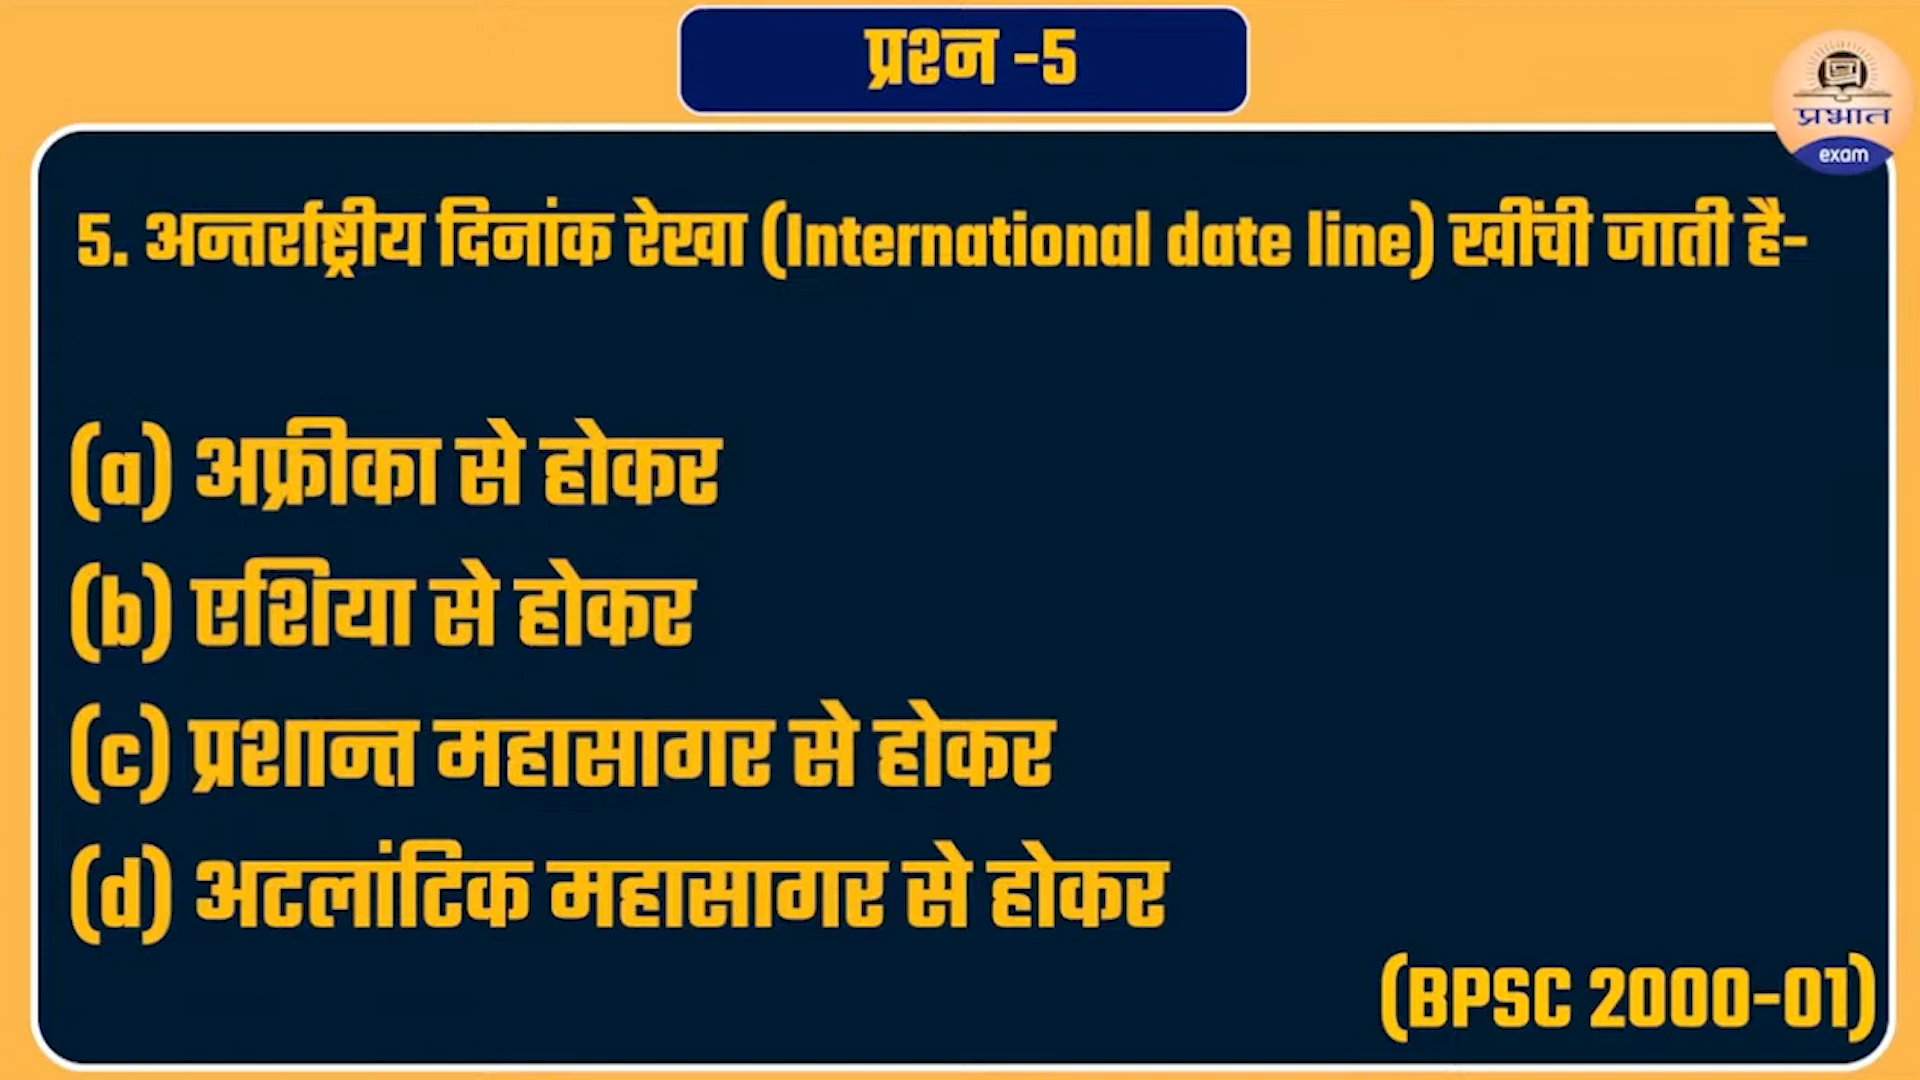 प्रश्न -5
प्रभात
exam
5. अन्तर्राष्ट्रीय दिनांक रेखा (International date line) खींची जाती है-
(a) अफ्रीका से होकर
(b) एशिया से होकर
(c) प्रशान्त महासागर से होकर
(d) अटलांटिक महासागर से होकर
(BPSC 2000-01)